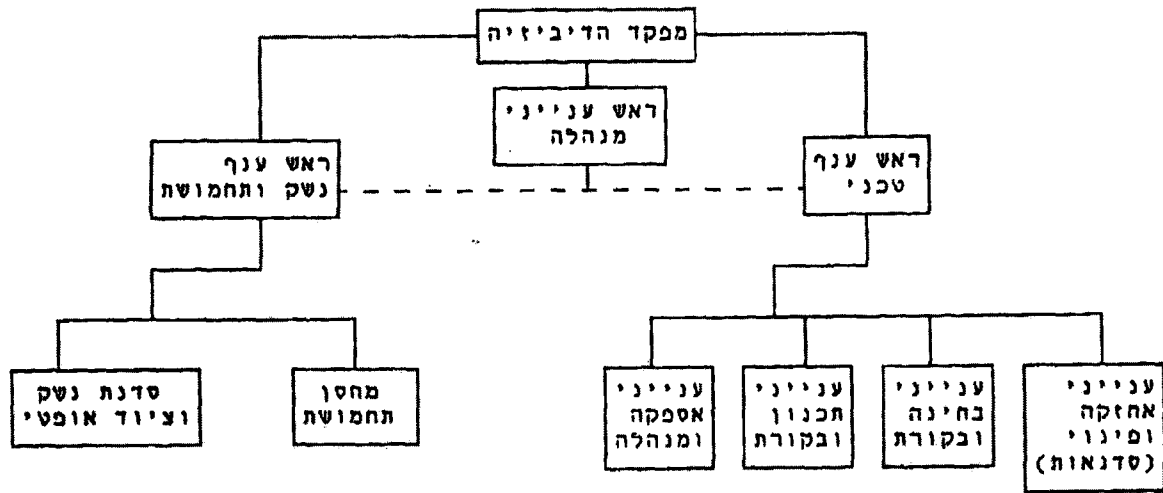 מפקד הדיביזיה
ראש ענייני
מנהלה
ראש ענף
טכני
ראש ענף
נשק ותחמושת
ענייני
אחזקה
ופינוי
(סדנאות)
ענייני
בחינה
ובקורת
ענייני
תכנון
ובקורת
ענייני
אספקה
ומנהלה
מחסן
תחמושת
סדנת נשק
וציוד אופטי